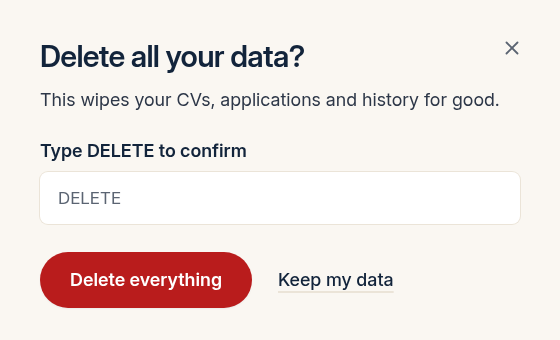 Delete all your data?
This wipes your CVs, applications and history for good.
Type DELETE to confirm
DELETE
Delete everything
Keep my data